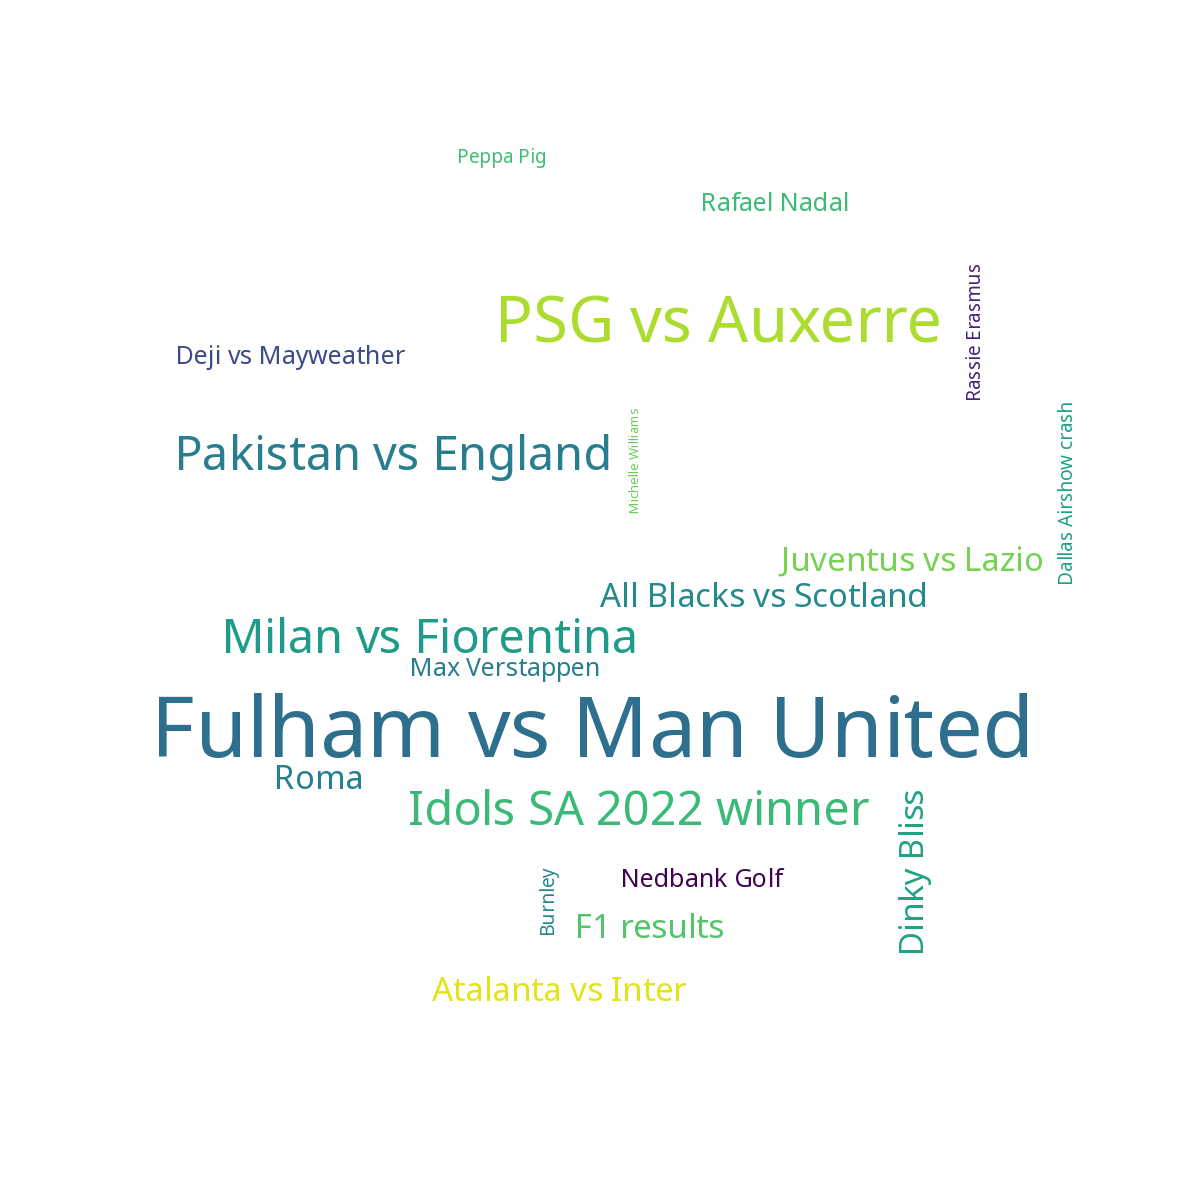 Peppa Pig
Rafael Nadal
PSG vs Auxerre
Rassie Erasmus
Deji vs Mayweather
Pakistan vs England
Michelle Williams
Dallas Airshow crash
Juventus vs Lazio
All Blacks vs Scotland
Milan vs Fiorentina
Max Verstappen
Fulham vs Man United
Roma
Idols SA 2022 winner
Dinky Bliss
Nedbank Golf
Burnley
F1 results
Atalanta vs Inter